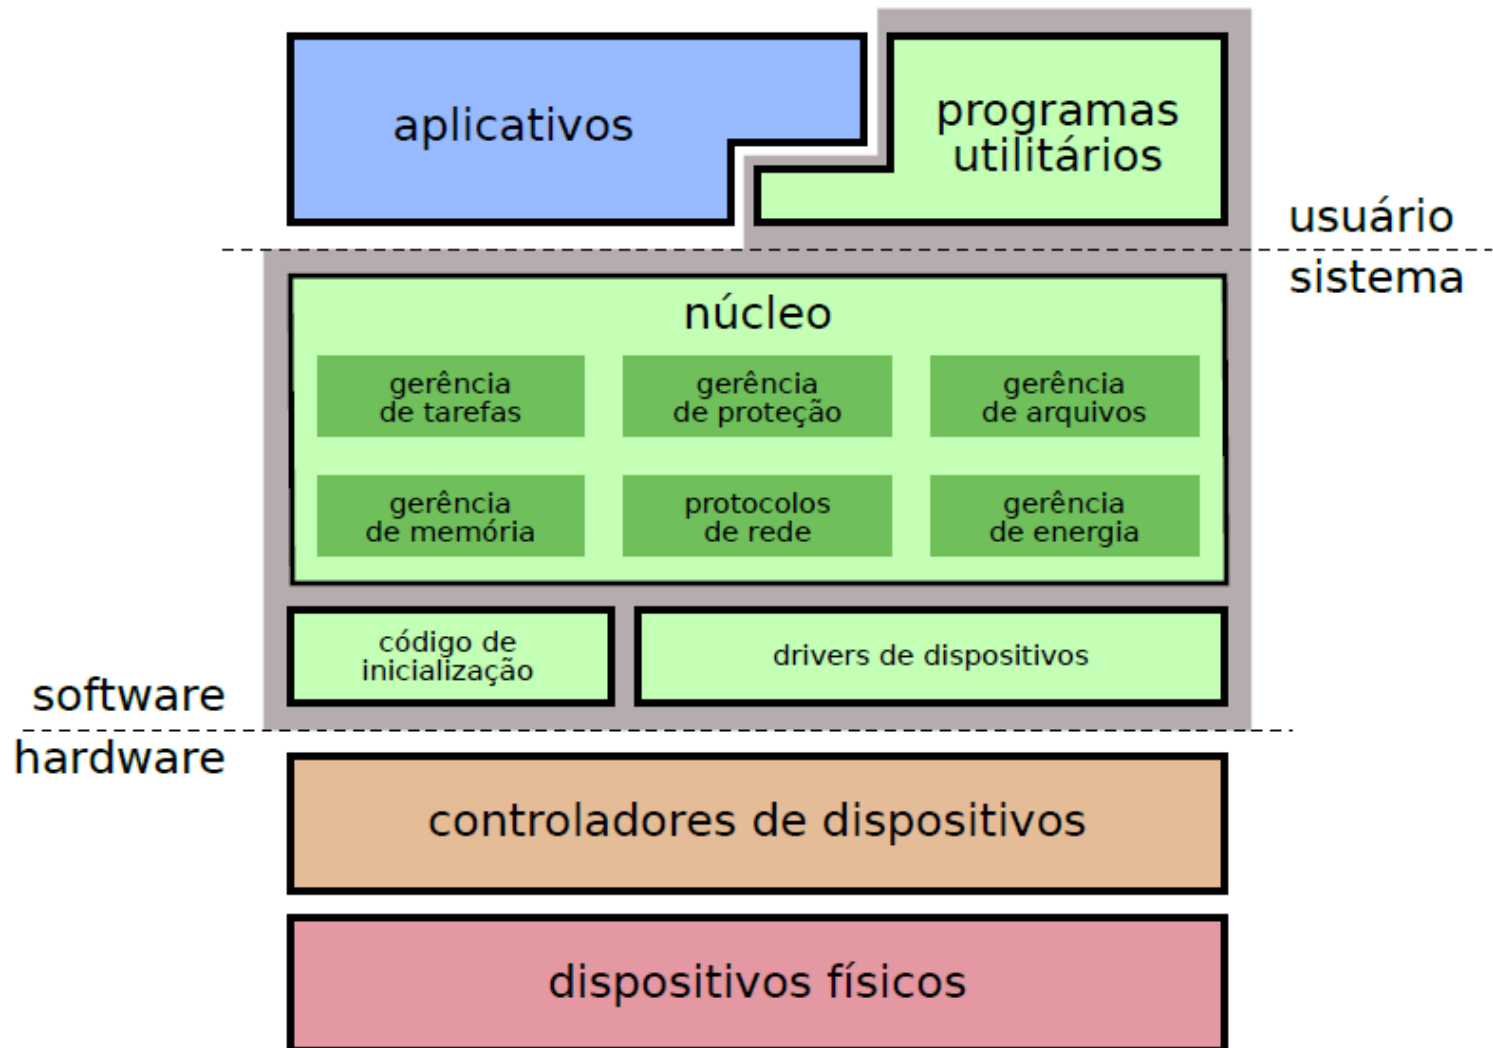 aplicativos
programas
utilitários
usuário
sistema
núcleo
gerência
de tarefas
gerência
de proteção
gerência
de arquivos
gerência
de memória
protocolos
de rede
gerência
de energia
código de
inicialização
drivers de dispositivos
software
hardware
controladores de dispositivos
dispositivos físicos